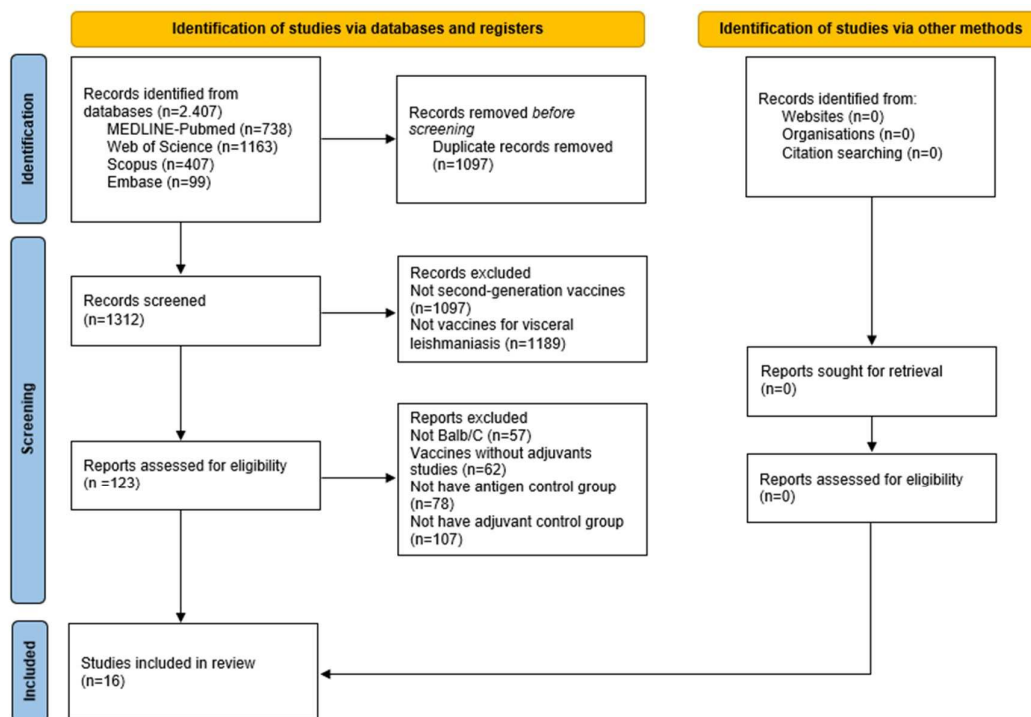 Identification of studies via databases and registers
Identification of studies via other methods
Identification
Records identified from
databases (n=2.407)
MEDLINE-Pubmed (n=738)
Web of Science (n=1163)
Scopus (n=407)
Embase (n=99)
Records removed before
screening
Duplicate records removed
(n=1097)
Records identified from:
Websites (n=0)
Organisations (n=0)
Citation searching (n=0)
Screening
Records screened
(n=1312)
Records excluded
Not second-generation vaccines
(n=1097)
Not vaccines for visceral
leishmaniasis (n=1189)
Reports sought for retrieval
(n=0)
Reports assessed for eligibility
(n =123)
Reports excluded
Not Balb/C (n=57)
Vaccines without adjuvants
studies (n=62)
Not have antigen control group
(n=78)
Not have adjuvant control group
(n=107)
Reports assessed for eligibility
(n=0)
Included
Studies included in review
(n=16)